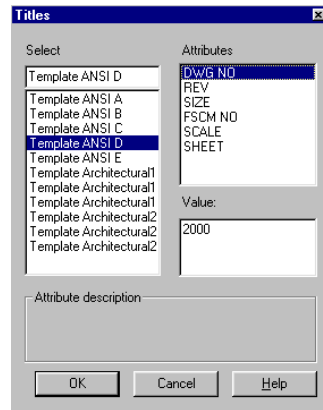 Titles
Select
Template ANSI D
Template ANSI A
Template ANSI B
Template ANSI C
Template ANSI D
Template ANSI E
Template Architectural1
Template Architectural1
Template Architectural1
Template Architectural2
Template Architectural2
Template Architectural2
Attributes
DWG NO
REV
SIZE
FSCM NO
SCALE
SHEET
Value:
2000
Attribute description
OK
Cancel
Help